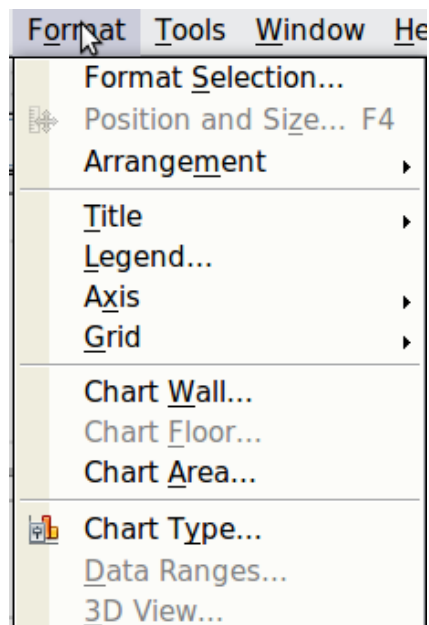 Format Tools Window He
Format Selection...
Position and Size... F4
Arrangement
Title
Legend...
Axis
Grid
Chart Wall...
Chart Floor...
Chart Area...
Chart Type...
Data Ranges...
3D View...